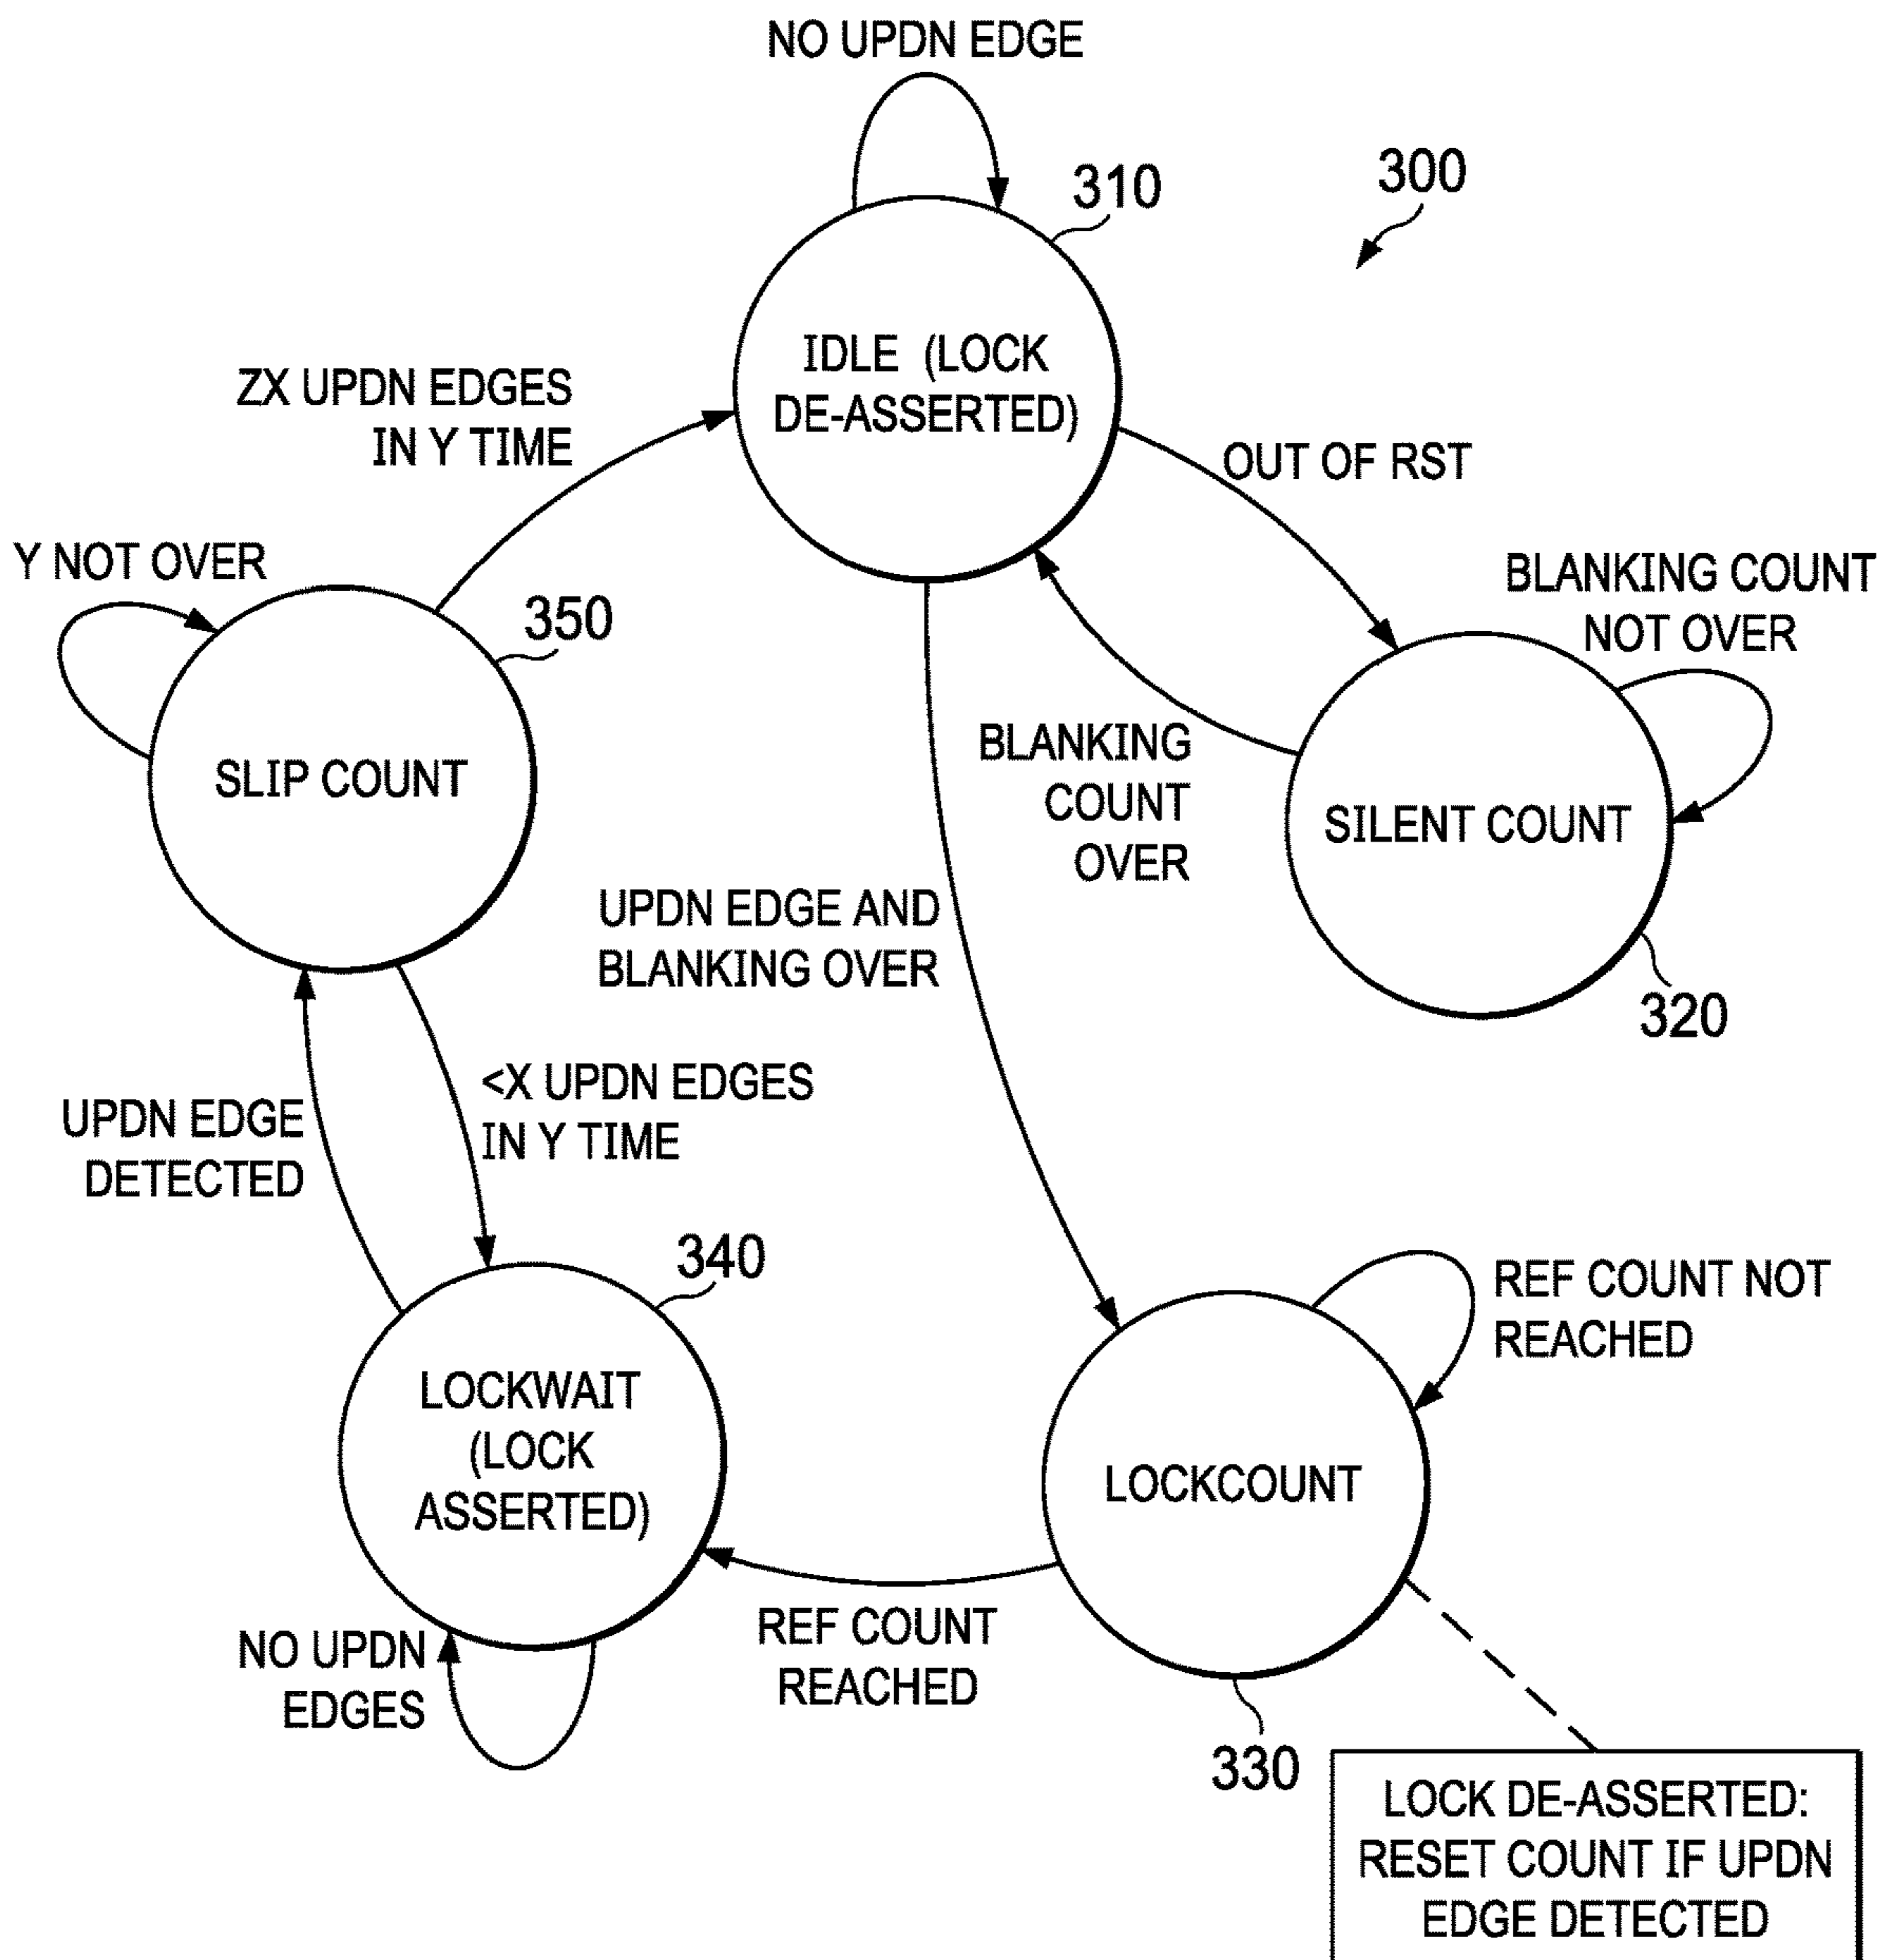 NO UPDN EDGE
310
300
IDLE (LOCK
DE-ASSERTED)
ZX UPDN EDGES
IN Y TIME
OUT OF RST
Y NOT OVER
350
BLANKING COUNT
NOT OVER
SLIP COUNT
BLANKING
COUNT
OVER
SILENT COUNT
320
UPDN EDGE AND
BLANKING OVER
<X UPDN EDGES
IN Y TIME
UPDN EDGE
DETECTED
340
REF COUNT NOT
REACHED
LOCKWAIT
(LOCK
ASSERTED)
LOCKCOUNT
NO UPDN
EDGES
REF COUNT
REACHED
330
LOCK DE-ASSERTED:
RESET COUNT IF UPDN
EDGE DETECTED